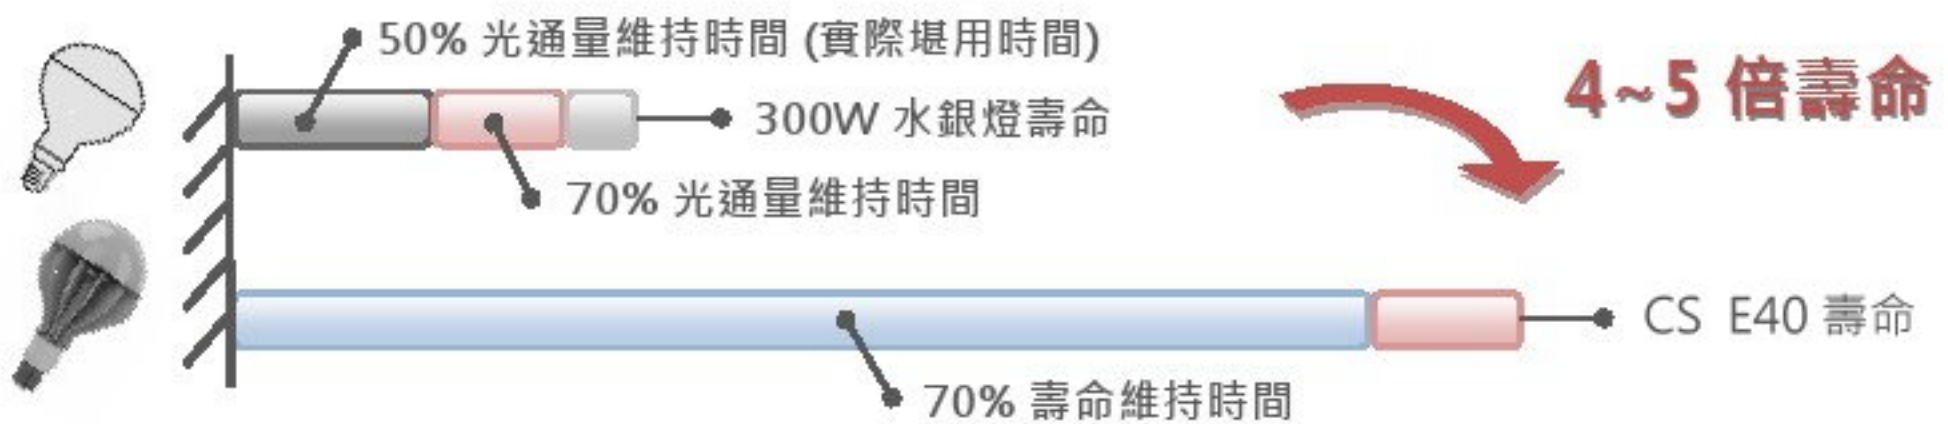 50% 光通量維持時間 (實際堪用時間)
4~5 倍壽命
300W 水銀燈壽命
70% 光通量維持時間
CS E40 壽命
70% 壽命維持時間